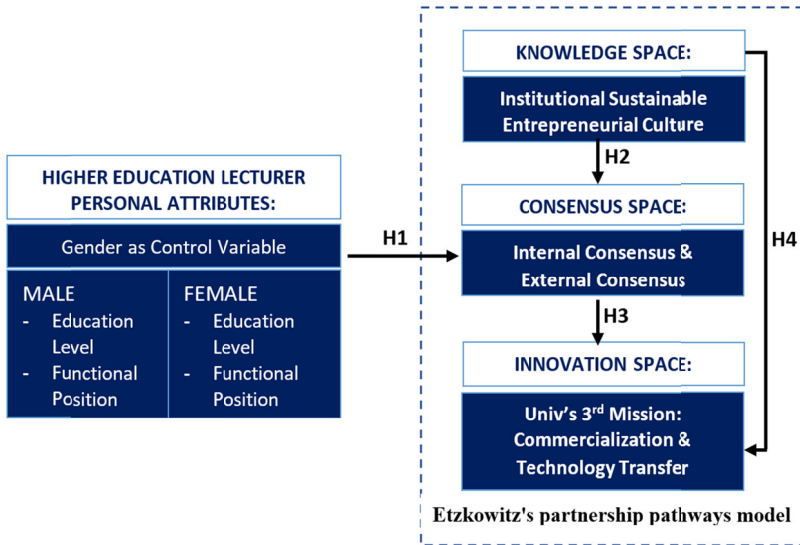 HIGHER EDUCATION LECTURER
PERSONAL ATTRIBUTES:
Gender as Control Variable
MALE
- Education
Level
- Functional
Position
FEMALE
- Education
Level
- Functional
Position
H1
KNOWLEDGE SPACE:
Institutional Sustainable
Entrepreneurial Culture
H2
CONSENSUS SPACE:
Internal Consensus &
External Consensus
H3
H4
INNOVATION SPACE:
Univ's 3rd Mission:
Commercialization &
Technology Transfer
Etzkowitz's partnership pathways model